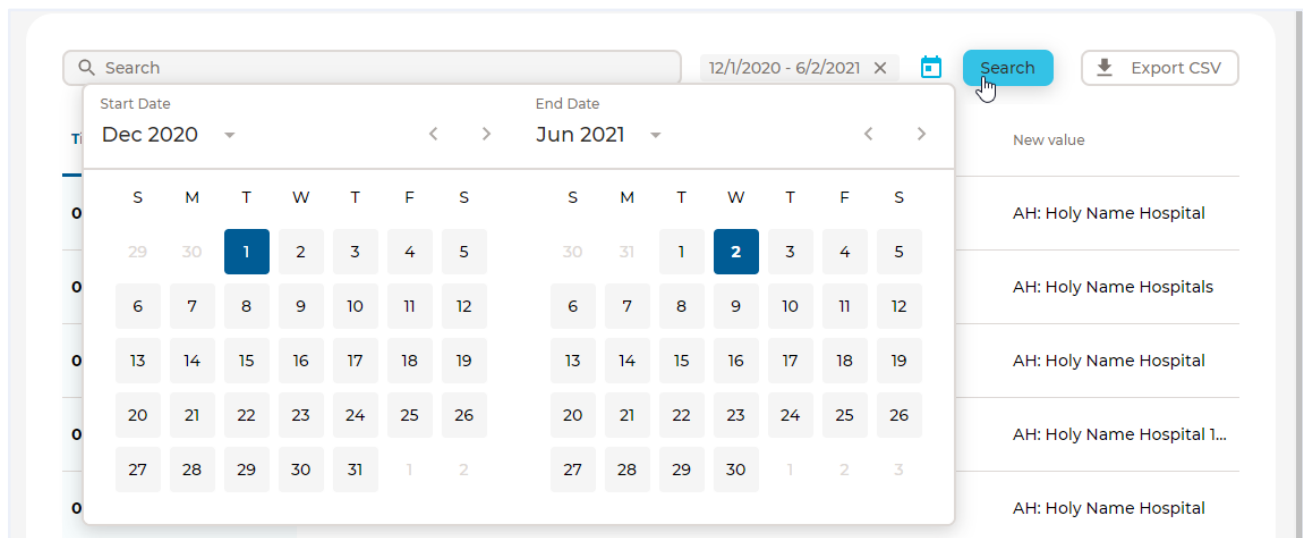 Search 12/1/2020 - 6/2/2021 Search Export CSV
Start Date End Date
Dec 2020 Jun 2021
New value
S M T W T F S S M T W T F S
0 AH: Holy Name Hospital
29 30 1 2 3 4 5 30 31 1 2 3 4 5
0 AH: Holy Name Hospitals
6 7 8 9 10 11 12 6 7 8 9 10 11 12
0 13 14 15 16 17 18 19 13 14 15 16 17 18 19 AH: Holy Name Hospital
20 21 22 23 24 25 26 20 21 22 23 24 25 26
0 AH: Holy Name Hospital 1...
27 28 29 30 31 1 2 27 28 29 30 1 2 3
0 AH: Holy Name Hospital